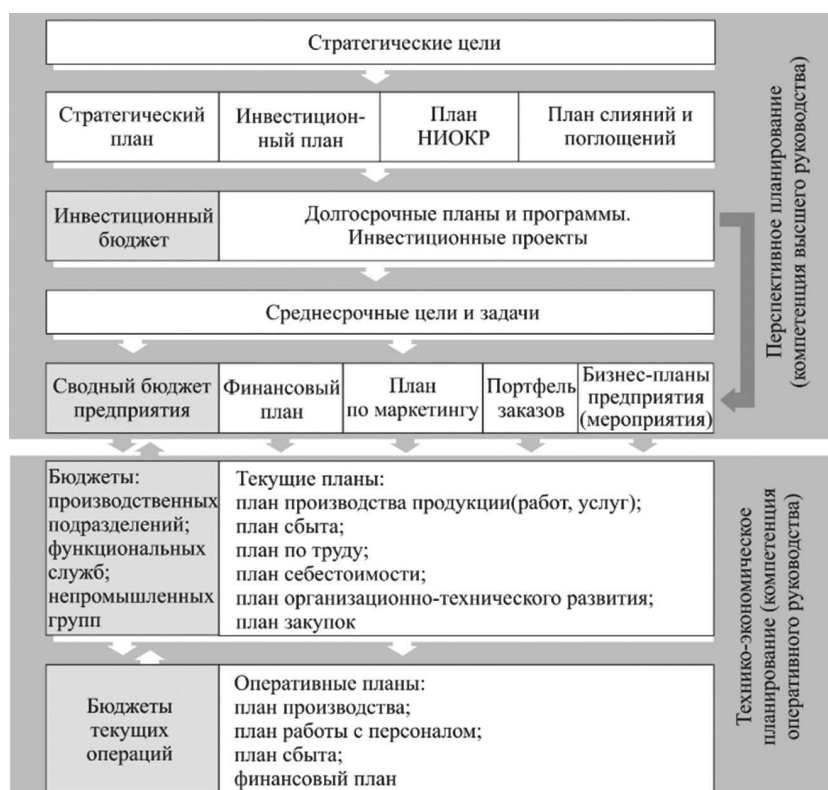 Стратегические цели
Стратегический
план
Инвестицион-
ный план
План
НИОКР
План слияний и
поглощений
Инвестиционный
бюджет
Долгосрочные планы и программы.
Инвестиционные проекты
Среднесрочные цели и задачи
Сводный бюджет
предприятия
Финансовый
план
План
по маркетингу
Портфель
заказов
Бизнес-планы
предприятия
(мероприятия)
Перспективное планирование
(компетенция высшего руководства)
Бюджеты:
производственных
подразделений;
функциональных
служб;
непромышленных
групп
Текущие планы:
план производства продукции(работ, услуг);
план сбыта;
план по труду;
план себестоимости;
план организационно-технического развития;
план закупок
Бюджеты
текущих
операций
Оперативные планы:
план производства;
план работы с персоналом;
план сбыта;
финансовый план
Технико-экономическое
планирование (компетенция
оперативного руководства)